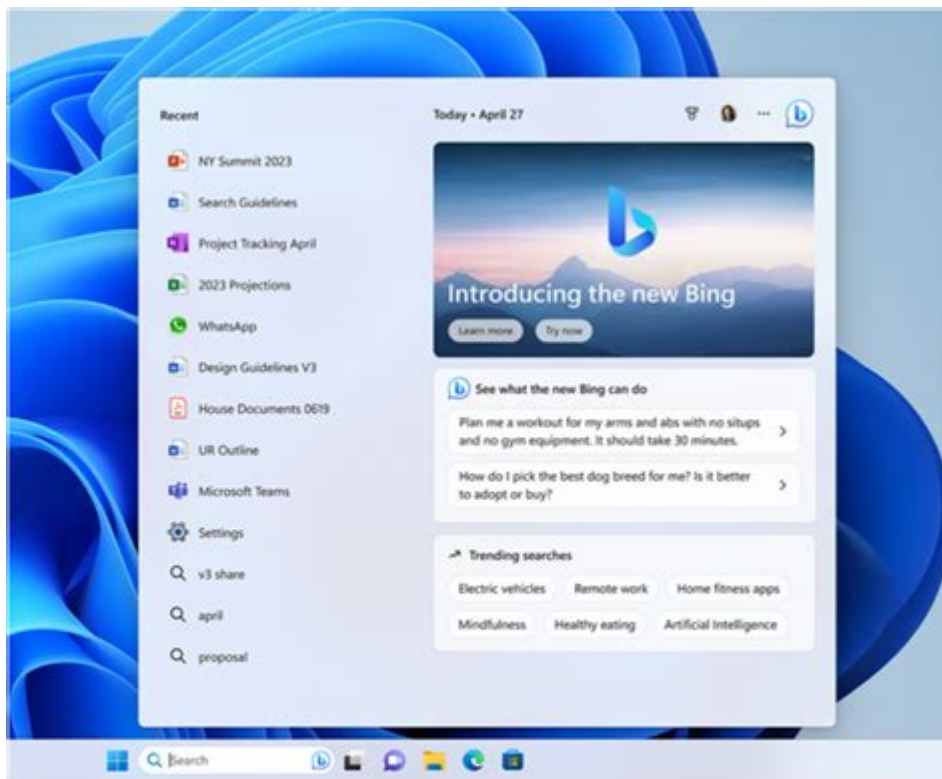 Recent
NY Summit 2023
Search Guidelines
Project Tracking April
2023 Projections
WhatsApp
Design Guidelines V3
House Documents 0619
UR Outline
Microsoft Teams
Settings
v3 share
april
proposal
Today • April 27
Introducing the new Bing
Learn more
Try now
See what the new Bing can do
Plan me a workout for my arms and abs with no situps
and no gym equipment. It should take 30 minutes.
How do I pick the best dog breed for me? Is it better
to adopt or buy?
Trending searches
Electric vehicles Remote work Home fitness apps
Mindfulness Healthy eating Artificial Intelligence
Search